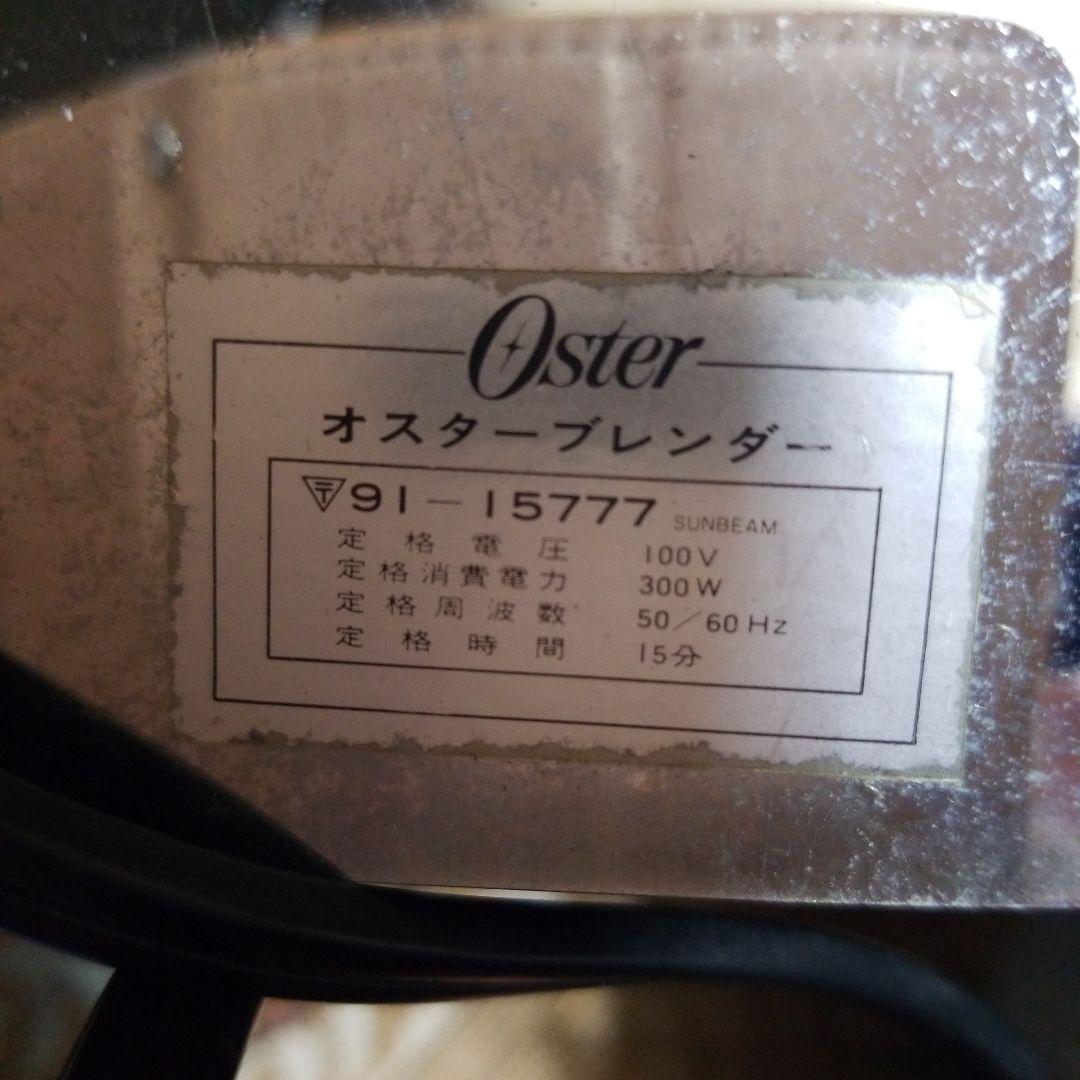 Oster
オスターブレンダー
〒91-15777 SUNBEAM
定格電圧 100V
定格消費電力 300W
定格周波数 50/60Hz
定格時間 15分